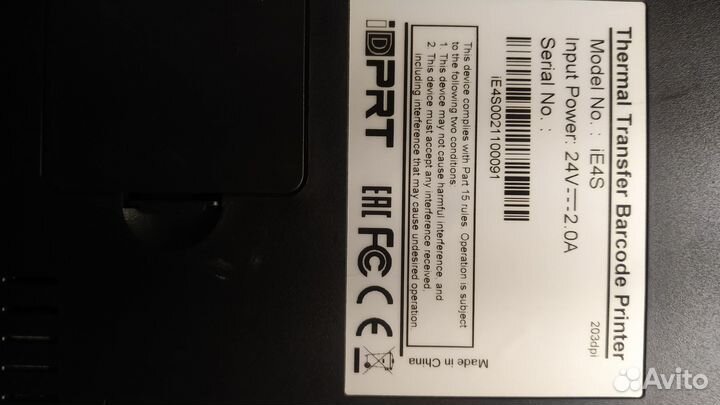 Thermal Transfer Barcode Printer
Model No. : iE4S 203dpi
Input Power: 24V⎓2.0A
Serial No. :
iE4S0021100091
This device complies with Part 15 rules. Operation is subject
to the following two conditions:
1. This device may not cause harmful interference, and
2. This device must accept any interference received,
including interference that may cause undesired operation.
iDPRT EAC FC CE
Made in China
Avito